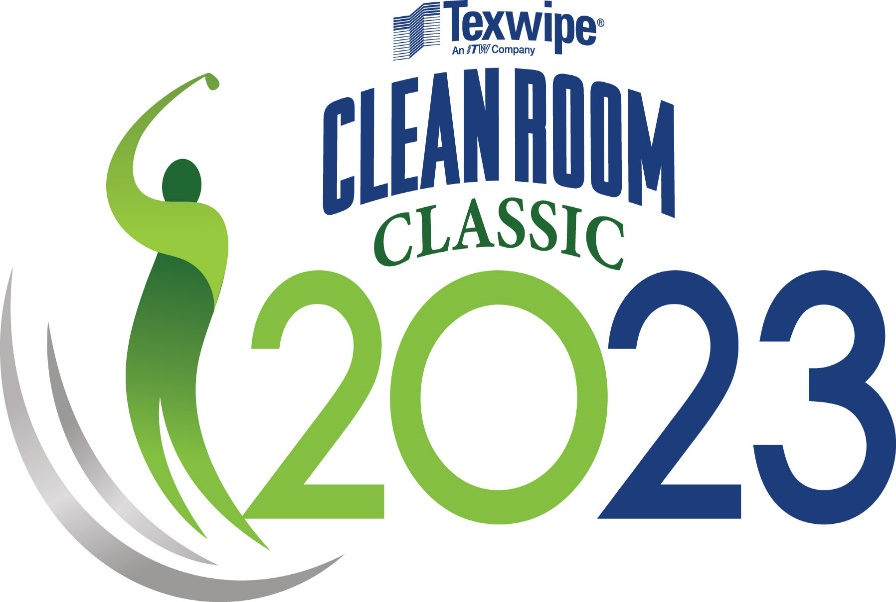 Texwipe®
An ITW Company
CLEAN ROOM
CLASSIC
2023